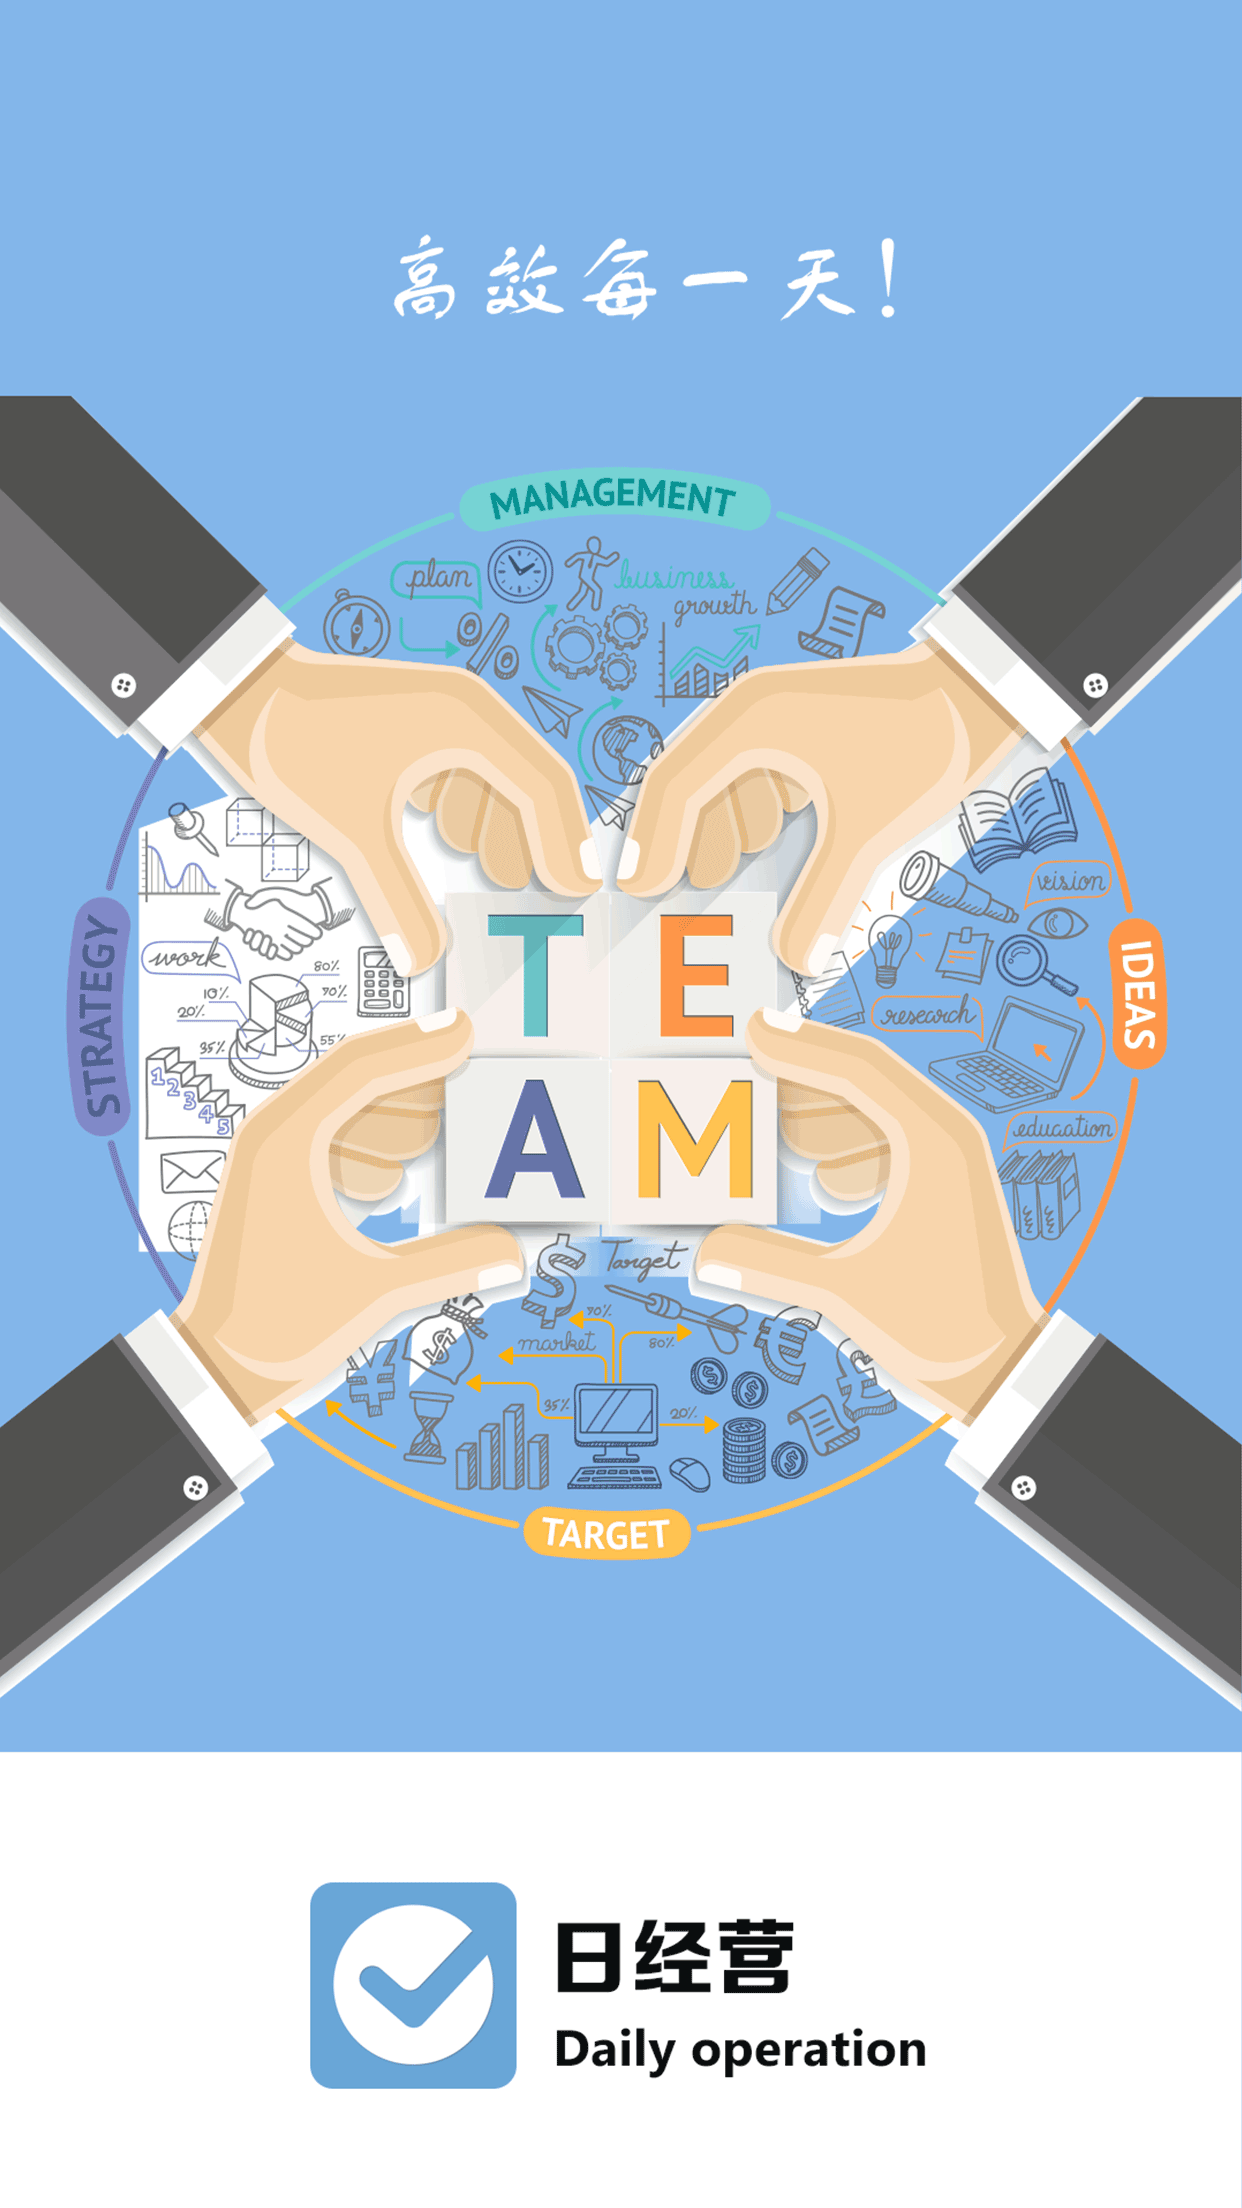 高效每一天!
MANAGEMENT
plan
business
growth
STRATEGY
work
80%
10%
70%
20%
35%
55%
1
2
3
4
5
vision
IDEAS
research
education
T E
A M
Target
70%
market
80%
35%
20%
TARGET
日经营
Daily operation